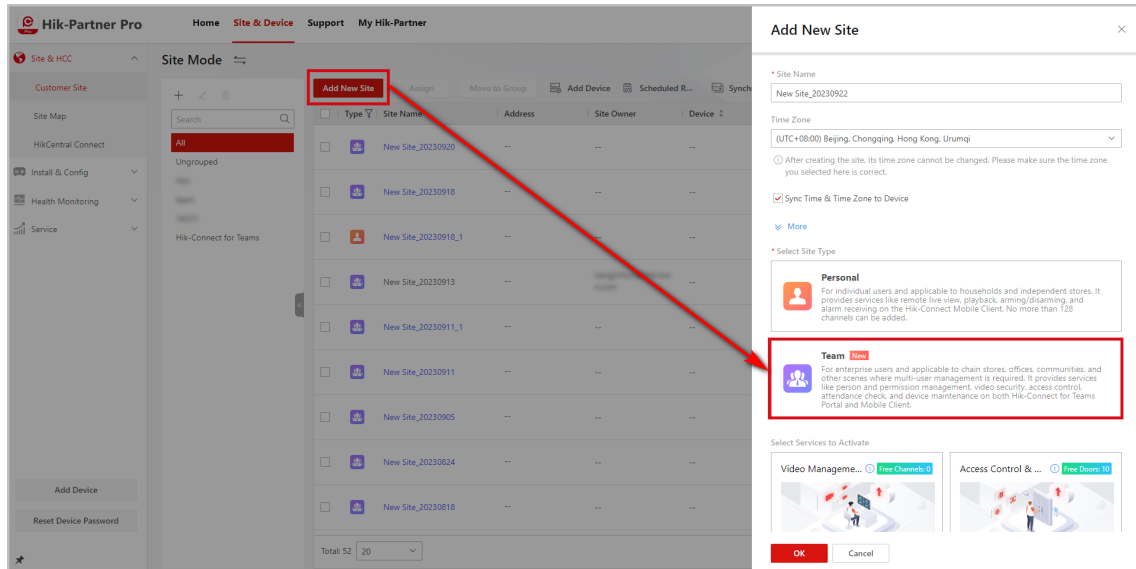 Hik-Partner Pro
Pro
Home Site & Device Support My Hik-Partner
Site & HCC
Customer Site
Site Map
HikCentral Connect
Install & Config
Health Monitoring
Service
Add Device
Reset Device Password
Site Mode
Search
All
Ungrouped
Hik-Connect for Teams
Add New Site Assign Move to Group Add Device Scheduled R... Synch
Type Site Name Address Site Owner Device
New Site_20230920 -- -- --
New Site_20230918 -- -- --
New Site_20230918_1 -- -- --
New Site_20230913 -- --
New Site_20230911_1 -- -- --
New Site_20230911 -- -- --
New Site_20230905 -- -- --
New Site_20230824 -- -- --
New Site_20230818 -- -- --
Total: 52 20
Add New Site
* Site Name
New Site_20230922
Time Zone
(UTC+08:00) Beijing, Chongqing, Hong Kong, Urumqi
After creating the site, its time zone cannot be changed. Please make sure the time zone
you selected here is correct.
Sync Time & Time Zone to Device
More
* Select Site Type
Personal
For individual users and applicable to households and independent stores. It
provides services like remote live view, playback, arming/disarming, and
alarm receiving on the Hik-Connect Mobile Client. No more than 128
channels can be added.
Team New
For enterprise users and applicable to chain stores, offices, communities, and
other scenes where multi-user management is required. It provides services
like person and permission management, video security, access control,
attendance check, and device maintenance on both Hik-Connect for Teams
Portal and Mobile Client.
Select Services to Activate
Video Manageme... Free Channels: 0
Access Control & ... Free Doors: 10
OK Cancel